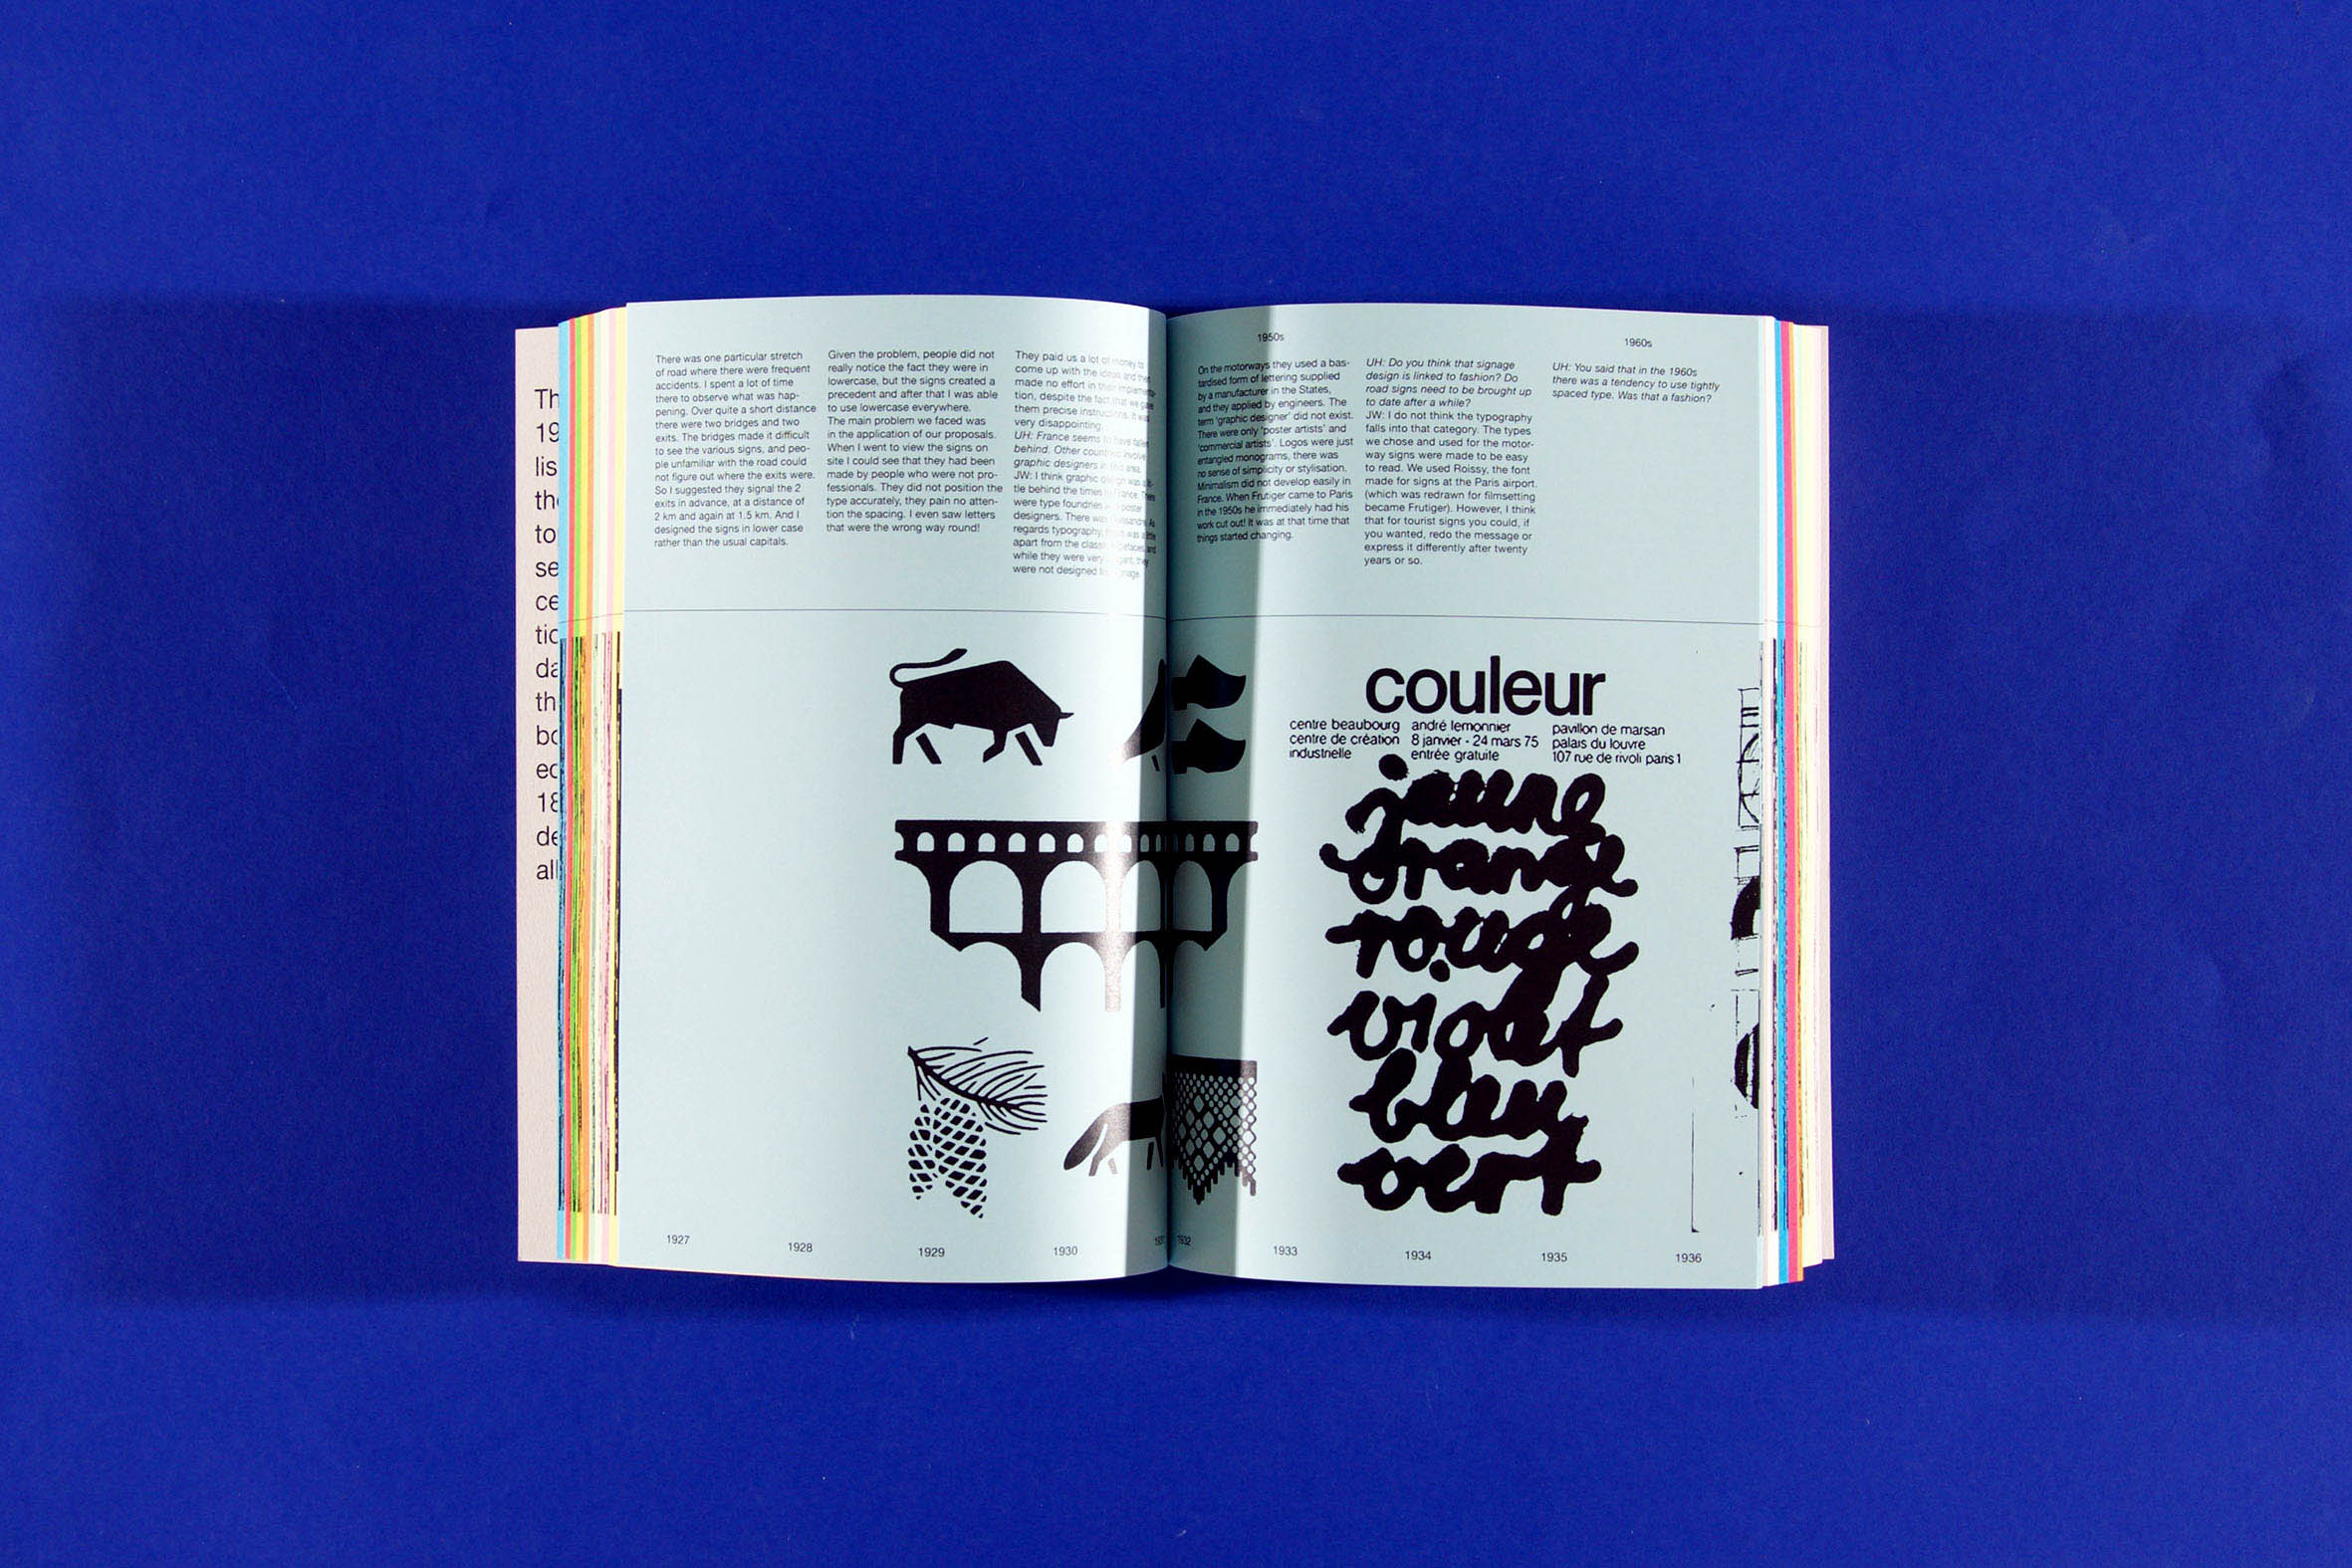 Th
19
lis
the
to
se
ce
tic
da
th
bo
ec
18
de
all
There was one particular stretch
of road where there were frequent
accidents. I spent a lot of time
there to observe what was hap-
pening. Over quite a short distance
there were two bridges and two
exits. The bridges made it difficult
to see the various signs, and peo-
ple unfamiliar with the road could
not figure out where the exits were.
So I suggested they signal the 2
exits in advance, at a distance of
2 km and again at 1.5 km. And I
designed the signs in lower case
rather than the usual capitals.
Given the problem, people did not
really notice the fact they were in
lowercase, but the signs created a
precedent and after that I was able
to use lowercase everywhere.
The main problem we faced was
in the application of our proposals.
When I went to view the signs on
site I could see that they had been
made by people who were not pro-
fessionals. They did not position the
type accurately, they pain no atten-
tion the spacing. I even saw letters
that were the wrong way round!
They paid us a lot of money to
come up with the ideas and then
made no effort in their implementa-
tion, despite the fact that we gave
them precise instructions. It was
very disappointing.
UH: France seems to have fallen
behind. Other countries involve
graphic designers in this area.
JW: I think graphic design was a lit-
tle behind the times in France. There
were type foundries and poster
designers. There was Cassandre. As
regards typography, there was a little
apart from the classic typefaces, and
while they were very elegant, they
were not designed for signage.
1950s
On the motorways they used a bas-
tardised form of lettering supplied
by a manufacturer in the States,
and they applied by engineers. The
term 'graphic designer' did not exist.
There were only 'poster artists' and
'commercial artists'. Logos were just
entangled monograms, there was
no sense of simplicity or stylisation.
Minimalism did not develop easily in
France. When Frutiger came to Paris
in the 1950s he immediately had his
work cut out! It was at that time that
things started changing.
UH: Do you think that signage
design is linked to fashion? Do
road signs need to be brought up
to date after a while?
JW: I do not think the typography
falls into that category. The types
we chose and used for the motor-
way signs were made to be easy
to read. We used Roissy, the font
made for signs at the Paris airport.
(which was redrawn for filmsetting
became Frutiger). However, I think
that for tourist signs you could, if
you wanted, redo the message or
express it differently after twenty
years or so.
1960s
UH: You said that in the 1960s
there was a tendency to use tightly
spaced type. Was that a fashion?
couleur
centre beaubourg
centre de création
industrielle
andré lemonnier
8 janvier - 24 mars 75
entrée gratuite
pavillon de marsan
palais du louvre
107 rue de rivoli paris 1
jaune
orange
rouge
violet
bleu
vert
1927
1928
1929
1930
1932
1933
1934
1935
1936